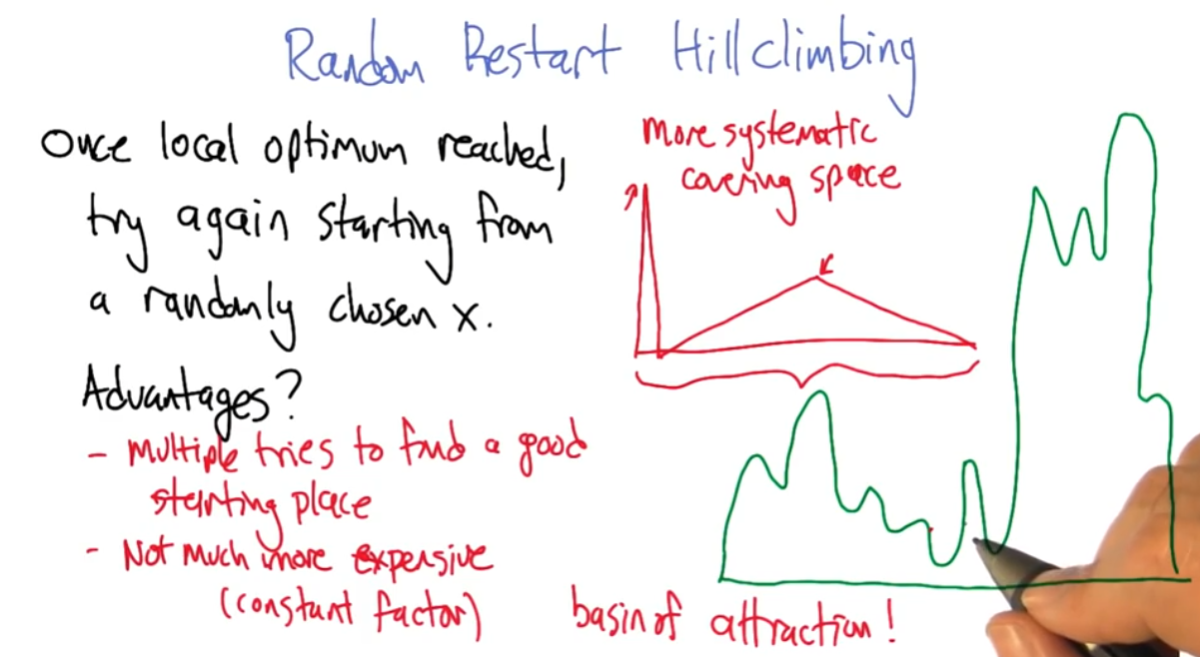 Random Restart Hillclimbing
Once local optimum reached,
try again starting from
a randomly chosen x.
Advantages?
- multiple tries to find a good
starting place
- Not much more expensive
(constant factor)
more systematic
covering space
basin of attraction!